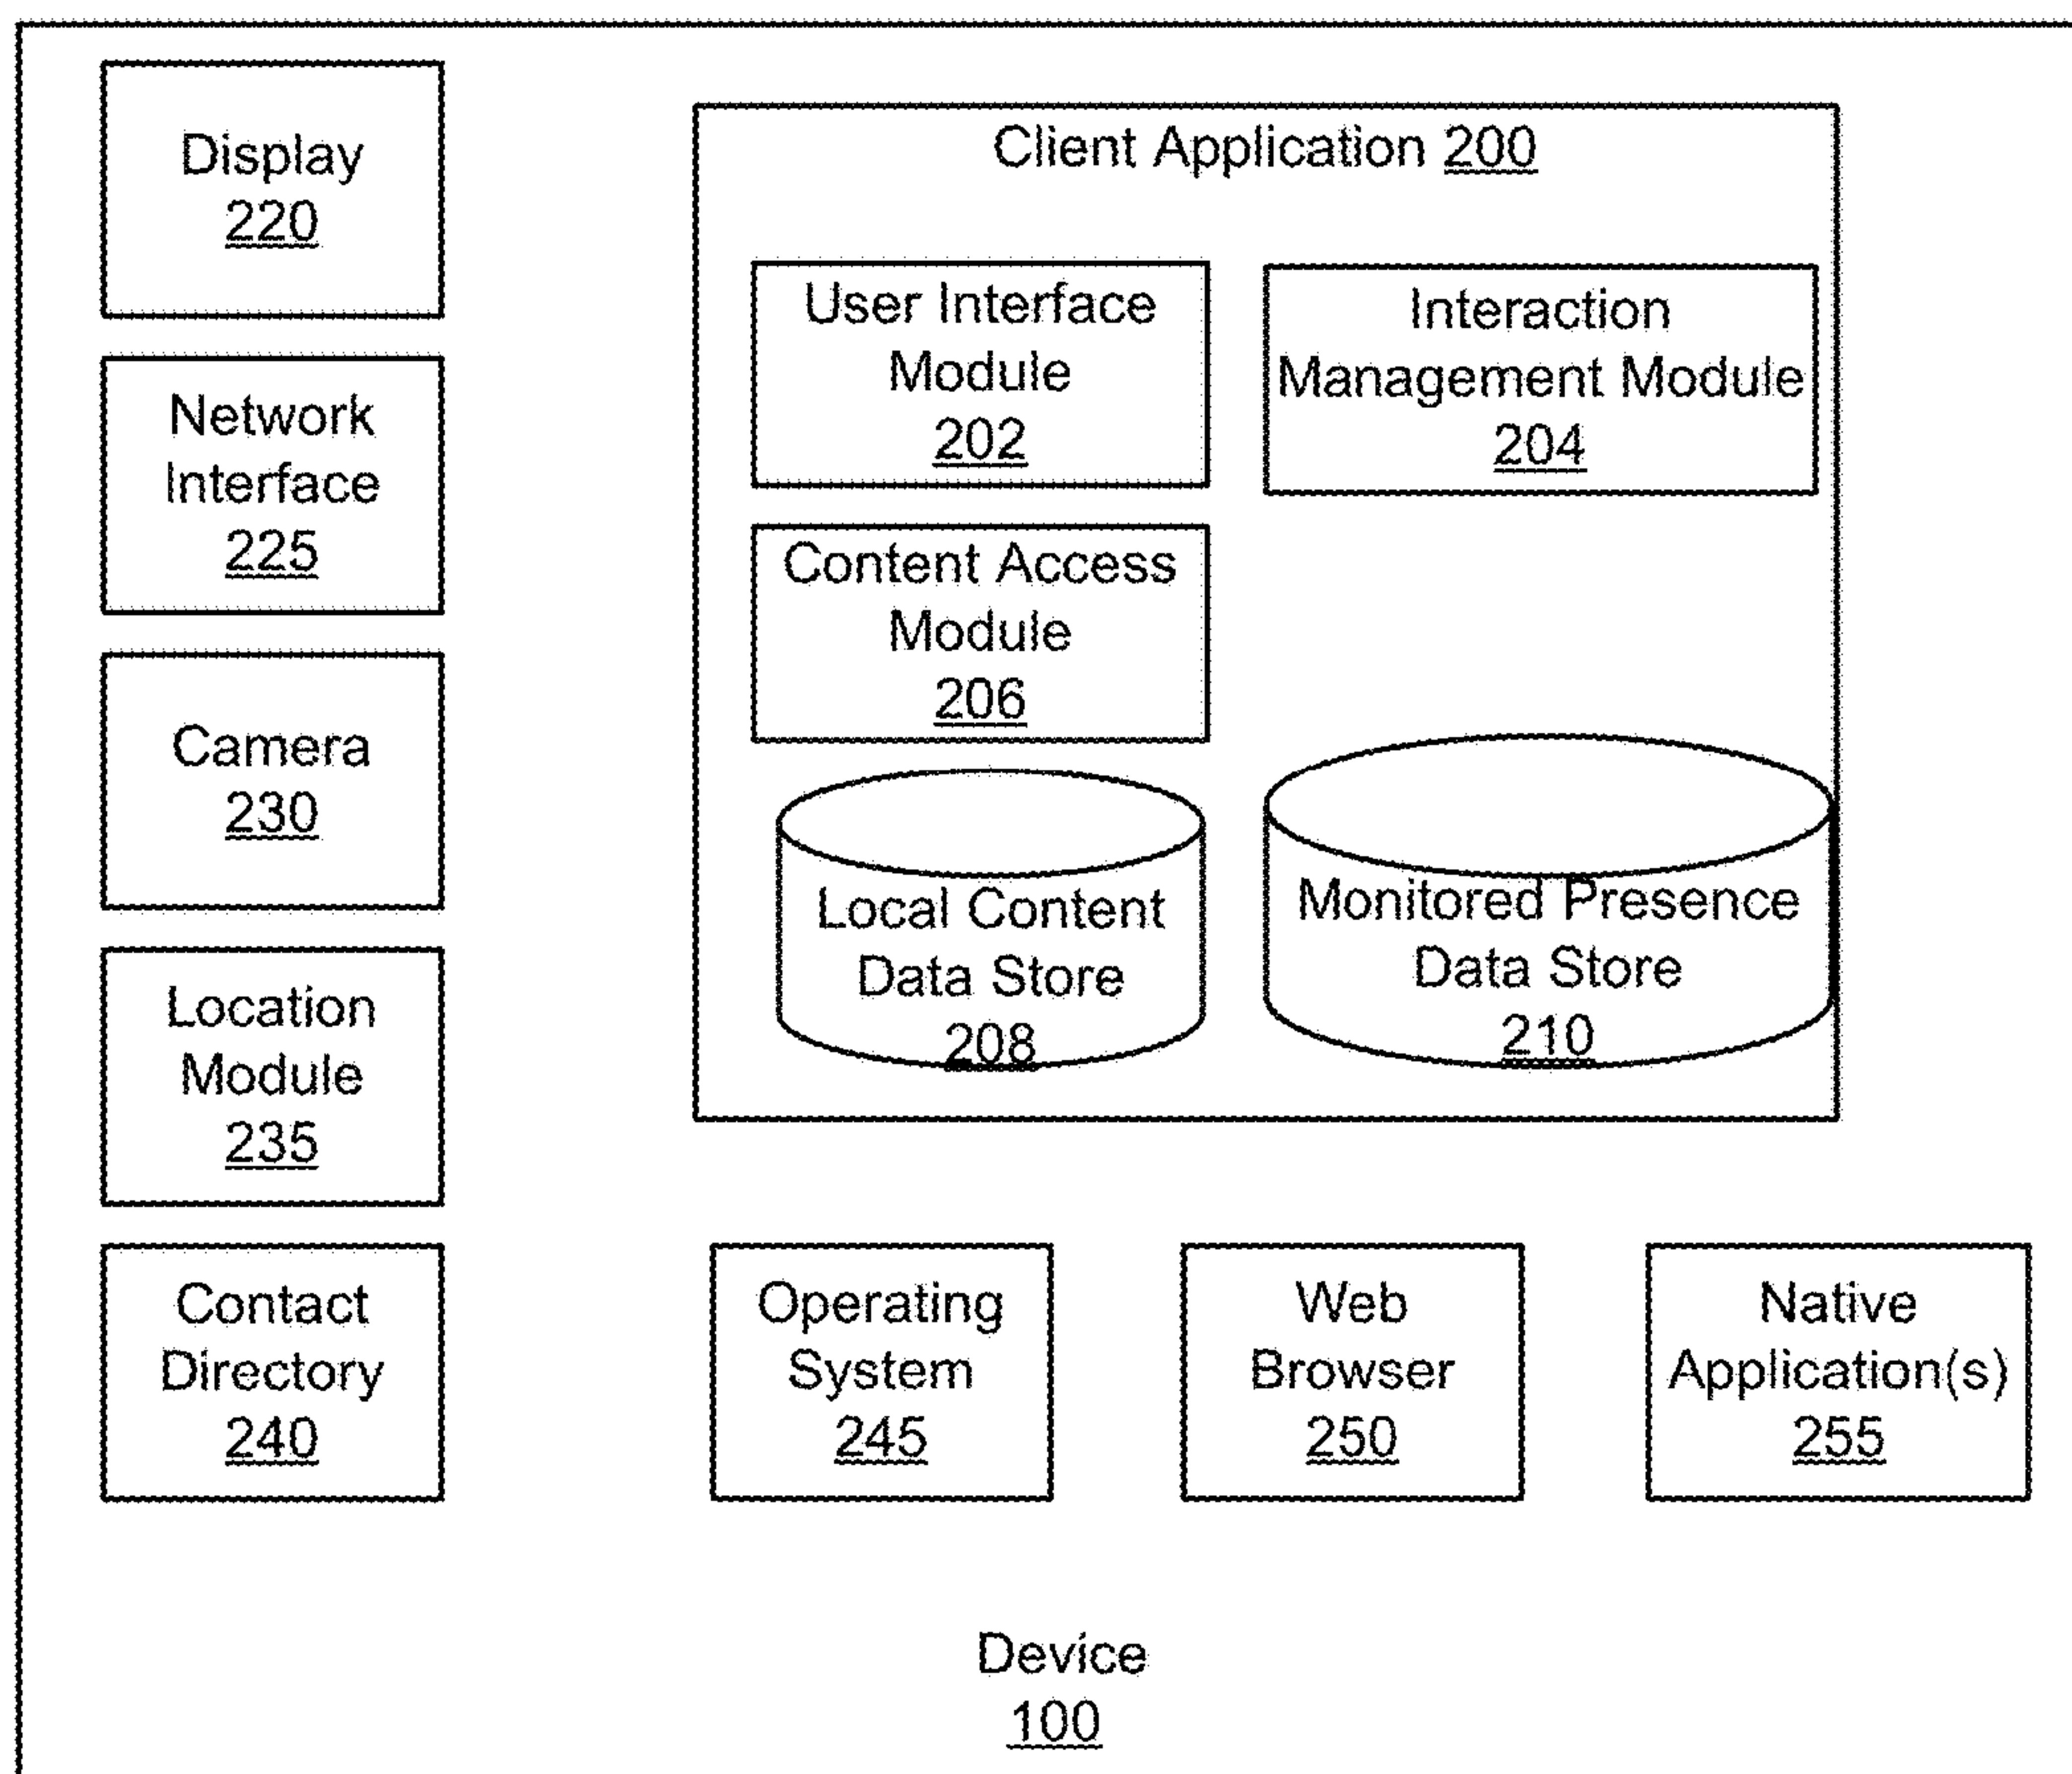 Display
220
Network
Interface
225
Camera
230
Location
Module
235
Contact
Directory
240
Client Application 200
User Interface
Module
202
Interaction
Management Module
204
Content Access
Module
206
Local Content
Data Store
208
Monitored Presence
Data Store
210
Operating
System
245
Web
Browser
250
Native
Application(s)
255
Device
100